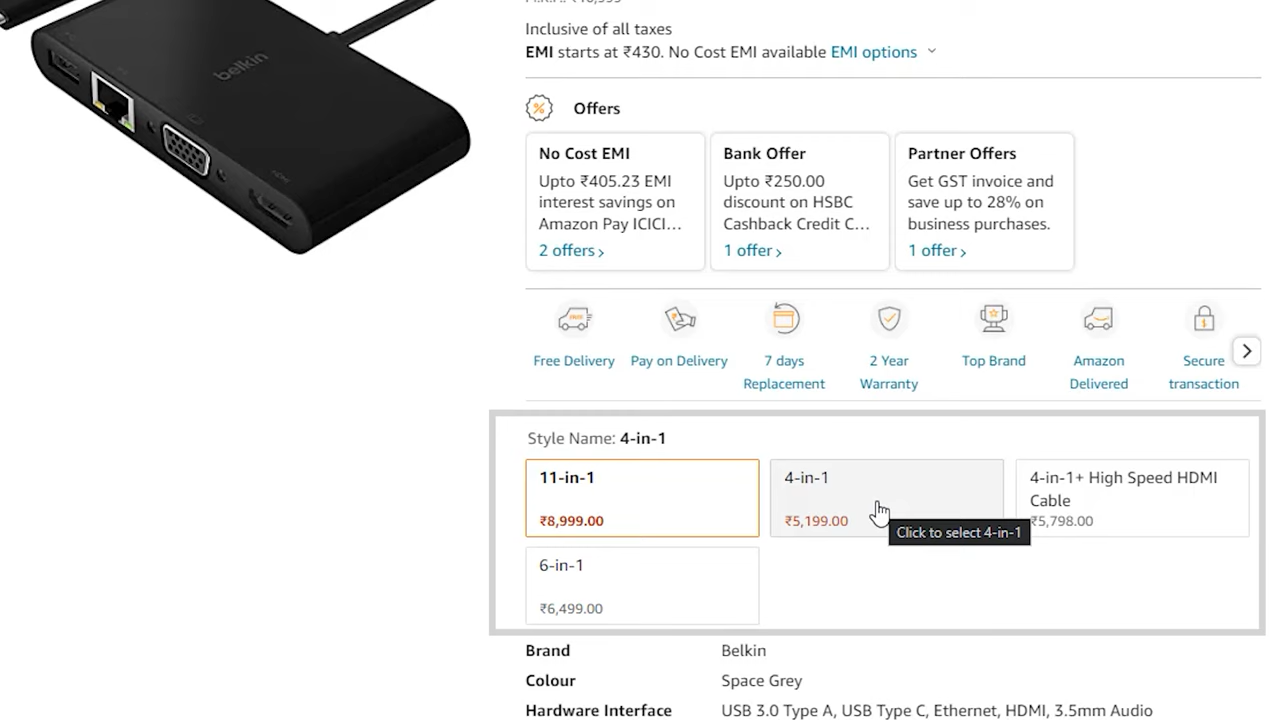 Inclusive of all taxes
EMI starts at ₹430. No Cost EMI available EMI options
belkin
HDMI
Offers
No Cost EMI
Upto ₹405.23 EMI
interest savings on
Amazon Pay ICICI…
2 offers
Bank Offer
Upto ₹250.00
discount on HSBC
Cashback Credit C…
1 offer
Partner Offers
Get GST invoice and
save up to 28% on
business purchases.
1 offer
FREE
Free Delivery
Pay on Delivery
7 days
Replacement
2 Year
Warranty
Top Brand
Amazon
Delivered
Secure
transaction
Style Name: 4-in-1
11-in-1
₹8,999.00
4-in-1
₹5,199.00
Click to select 4-in-1
4-in-1+ High Speed HDMI
Cable
₹5,798.00
6-in-1
₹6,499.00
Brand Belkin
Colour Space Grey
Hardware Interface USB 3.0 Type A, USB Type C, Ethernet, HDMI, 3.5mm Audio